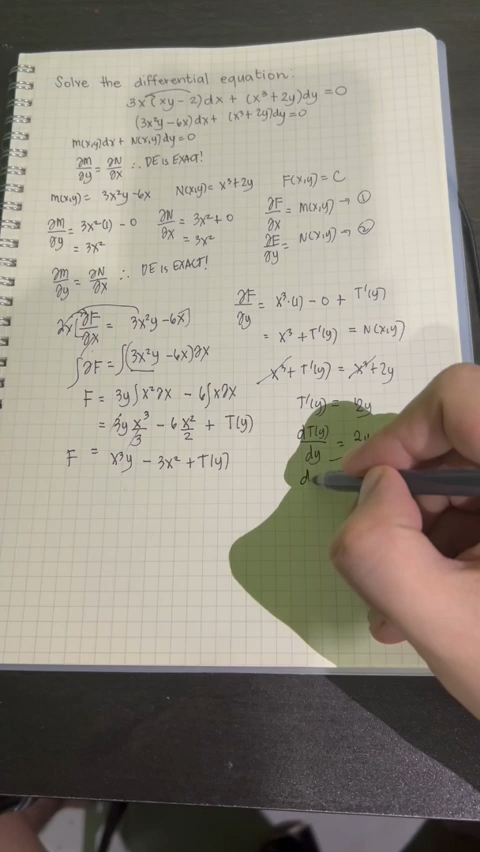 Solve the differential equation:
3x(xy-2)dx + (x³+2y)dy = 0
(3x²y-6x)dx + (x³+2y)dy = 0
M(x,y)dx + N(x,y)dy = 0
∂M/∂y = ∂N/∂x ∴ DE is EXACT!
M(x,y) = 3x²y-6x
N(x,y) = x³+2y
∂M/∂y = 3x²(1) - 0
= 3x²
∂N/∂x = 3x²+0
= 3x²
∂M/∂y = ∂N/∂x ∴ DE is EXACT!
F(x,y) = C
∂F/∂x = M(x,y) → ①
∂F/∂y = N(x,y) → ②
∂x[∂F/∂x = 3x²y-6x]
∫∂F = ∫(3x²y-6x)∂x
F = 3y∫x²∂x - 6∫x∂x
= 3y x³/3 - 6 x²/2 + T(y)
F = x³y - 3x² + T(y)
∂F/∂y = x³·(1) - 0 + T'(y)
= x³ + T'(y) = N(x,y)
x³ + T'(y) = x³ + 2y
T'(y) = 2y
dT(y)/dy = 2y
d